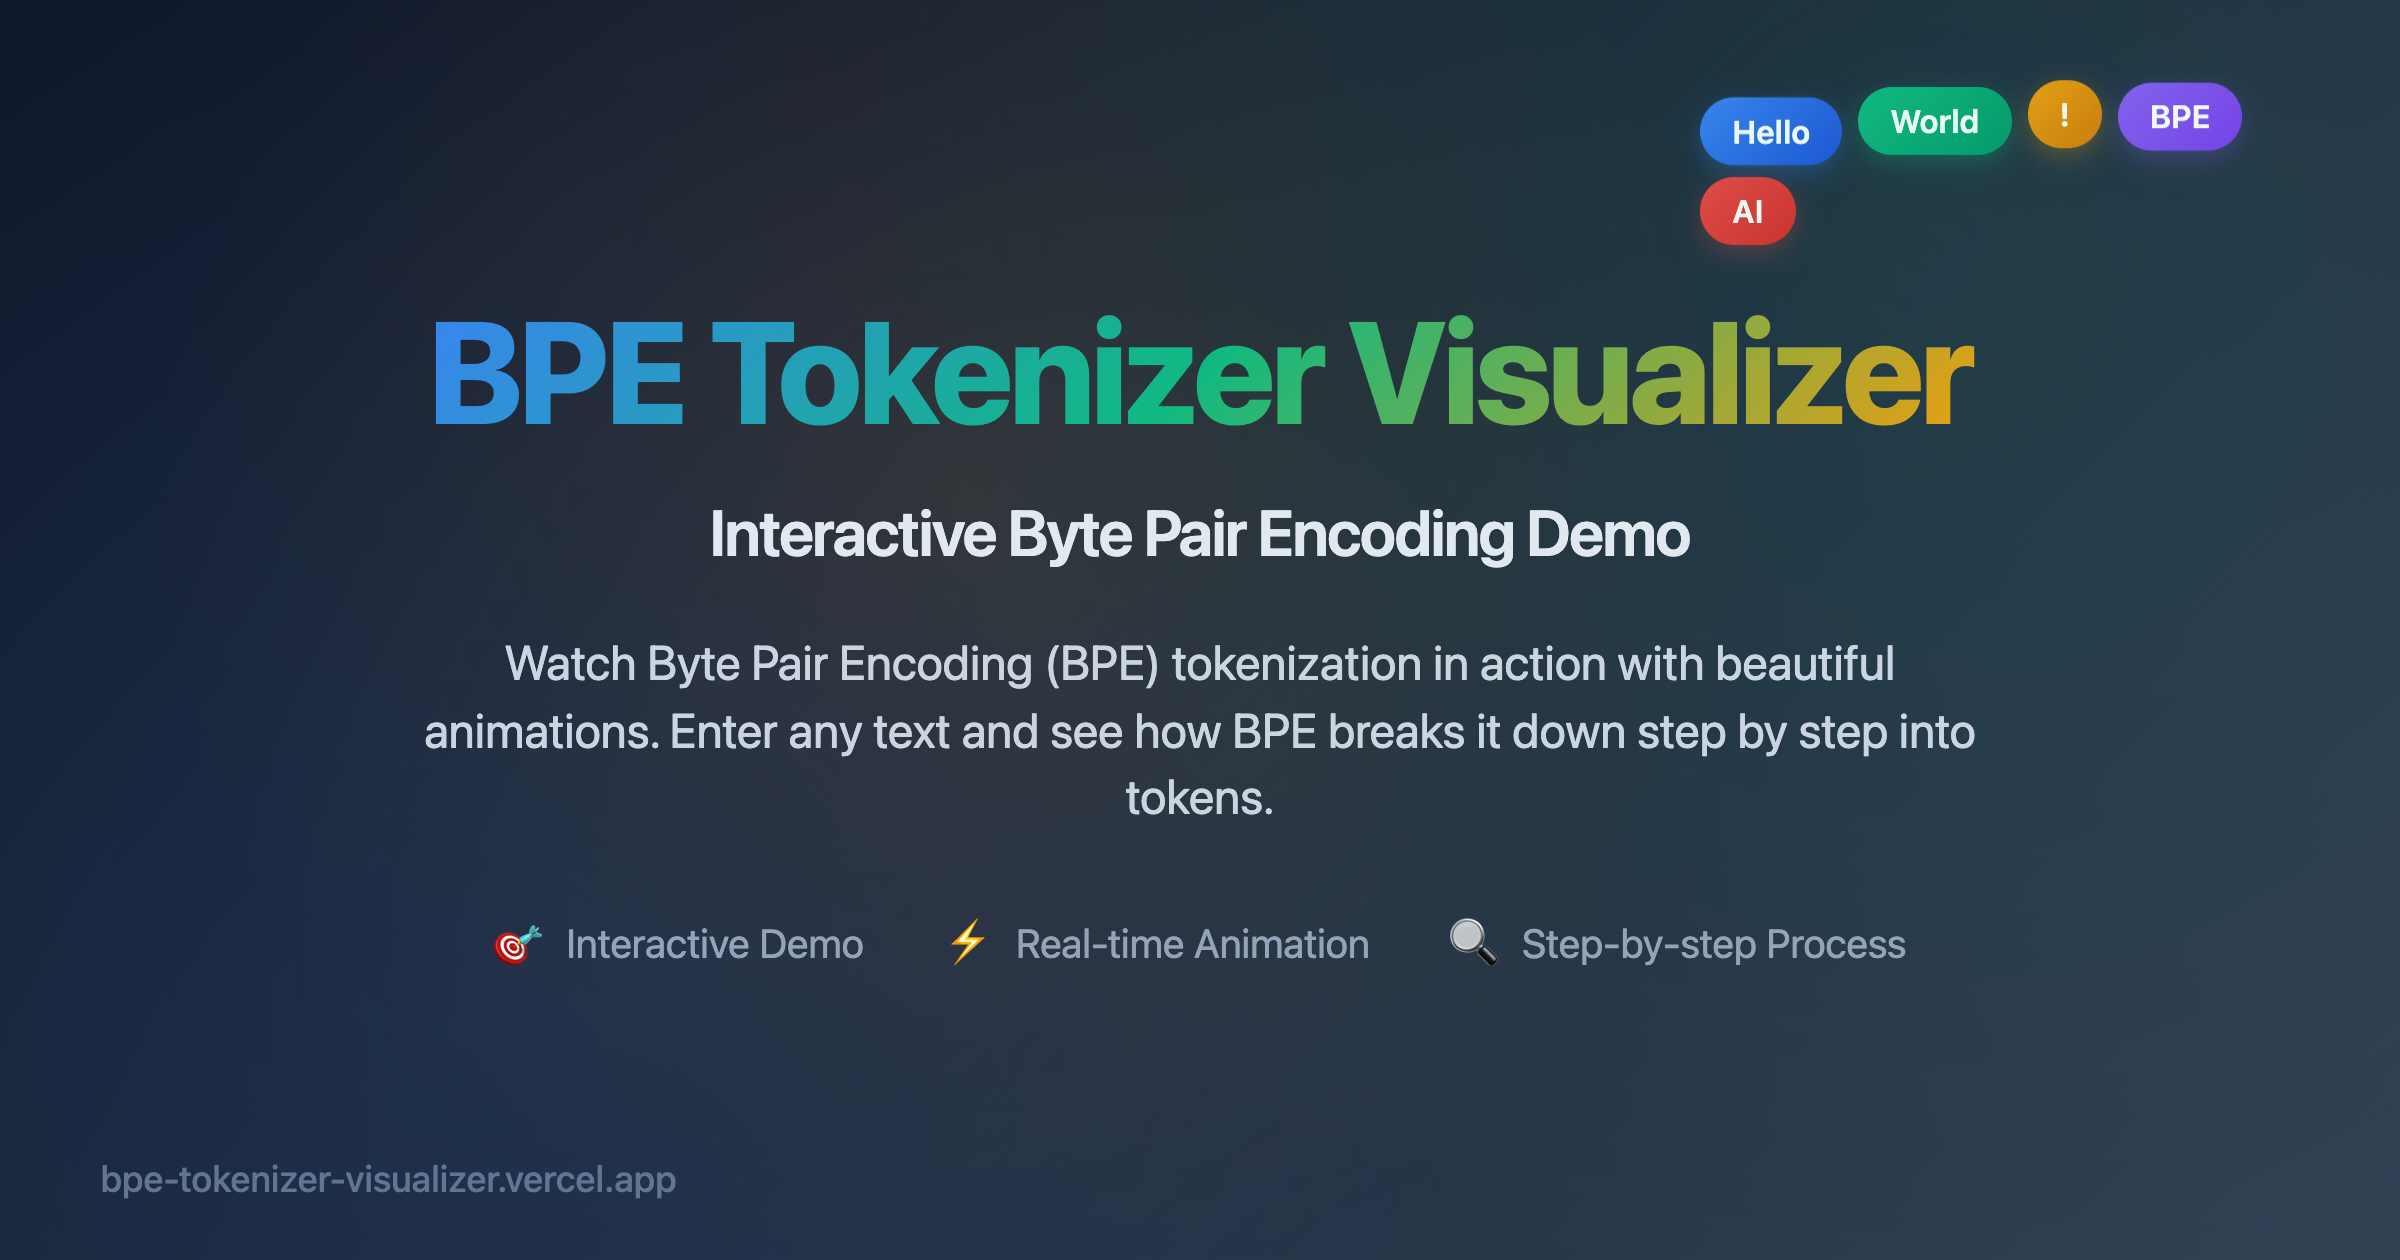 Hello World ! BPE
AI
BPE Tokenizer Visualizer
Interactive Byte Pair Encoding Demo
Watch Byte Pair Encoding (BPE) tokenization in action with beautiful
animations. Enter any text and see how BPE breaks it down step by step into
tokens.
Interactive Demo Real-time Animation Step-by-step Process
bpe-tokenizer-visualizer.vercel.app